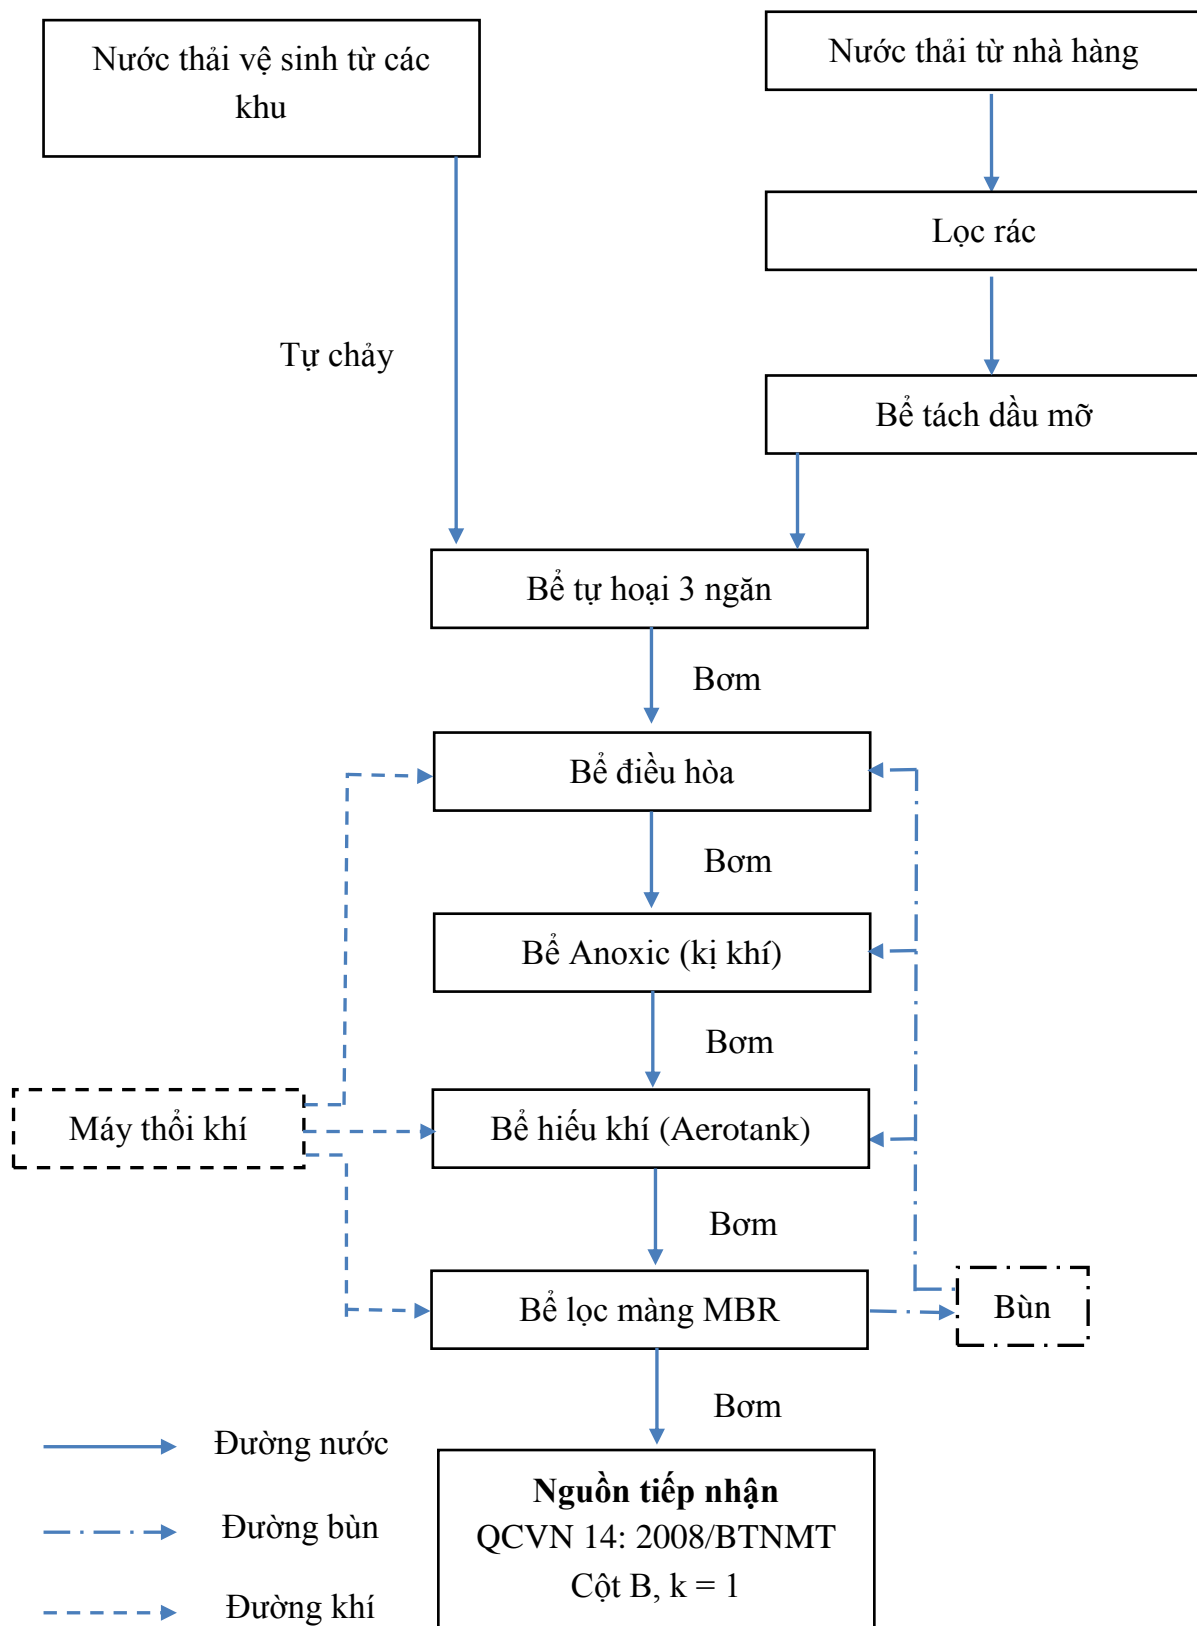 Nước thải vệ sinh từ các
khu
Nước thải từ nhà hàng
Lọc rác
Tự chảy
Bể tách dầu mỡ
Bể tự hoại 3 ngăn
Bơm
Bể điều hòa
Bơm
Bể Anoxic (kị khí)
Bơm
Máy thổi khí
Bể hiếu khí (Aerotank)
Bơm
Bể lọc màng MBR
Bùn
Bơm
Đường nước
Đường bùn
Đường khí
Nguồn tiếp nhận
QCVN 14: 2008/BTNMT
Cột B, k = 1